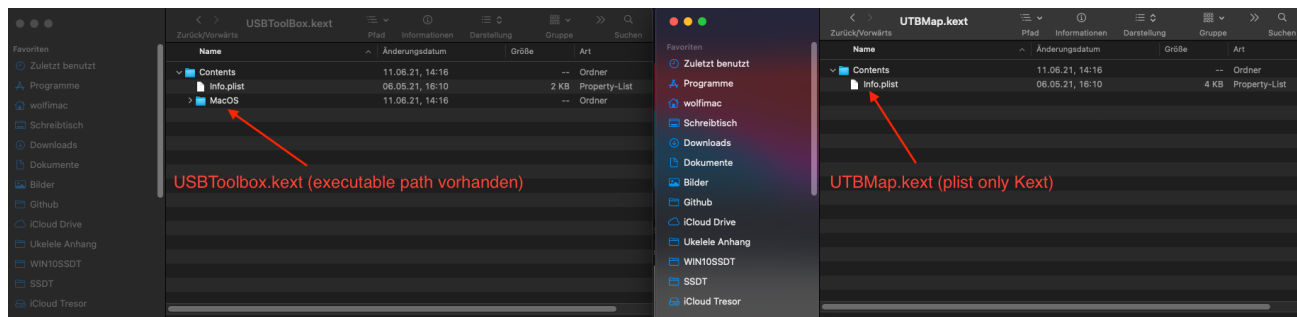 USBToolBox.kext
Zurück/Vorwärts Pfad Informationen Darstellung Gruppe Suchen
Favoriten
Zuletzt benutzt
Programme
wolfimac
Schreibtisch
Downloads
Dokumente
Bilder
Github
iCloud Drive
Ukelele Anhang
WIN10SSDT
SSDT
iCloud Tresor
Name Änderungsdatum Größe Art
Contents 11.06.21, 14:16 -- Ordner
Info.plist 06.05.21, 16:10 2 KB Property-List
MacOS 11.06.21, 14:16 -- Ordner
USBToolbox.kext (executable path vorhanden)
UTBMap.kext
Zurück/Vorwärts Pfad Informationen Darstellung Gruppe Suchen
Favoriten
Zuletzt benutzt
Programme
wolfimac
Schreibtisch
Downloads
Dokumente
Bilder
Github
iCloud Drive
Ukelele Anhang
WIN10SSDT
SSDT
iCloud Tresor
Name Änderungsdatum Größe Art
Contents 11.06.21, 14:16 -- Ordner
Info.plist 06.05.21, 16:10 4 KB Property-List
UTBMap.kext (plist only Kext)